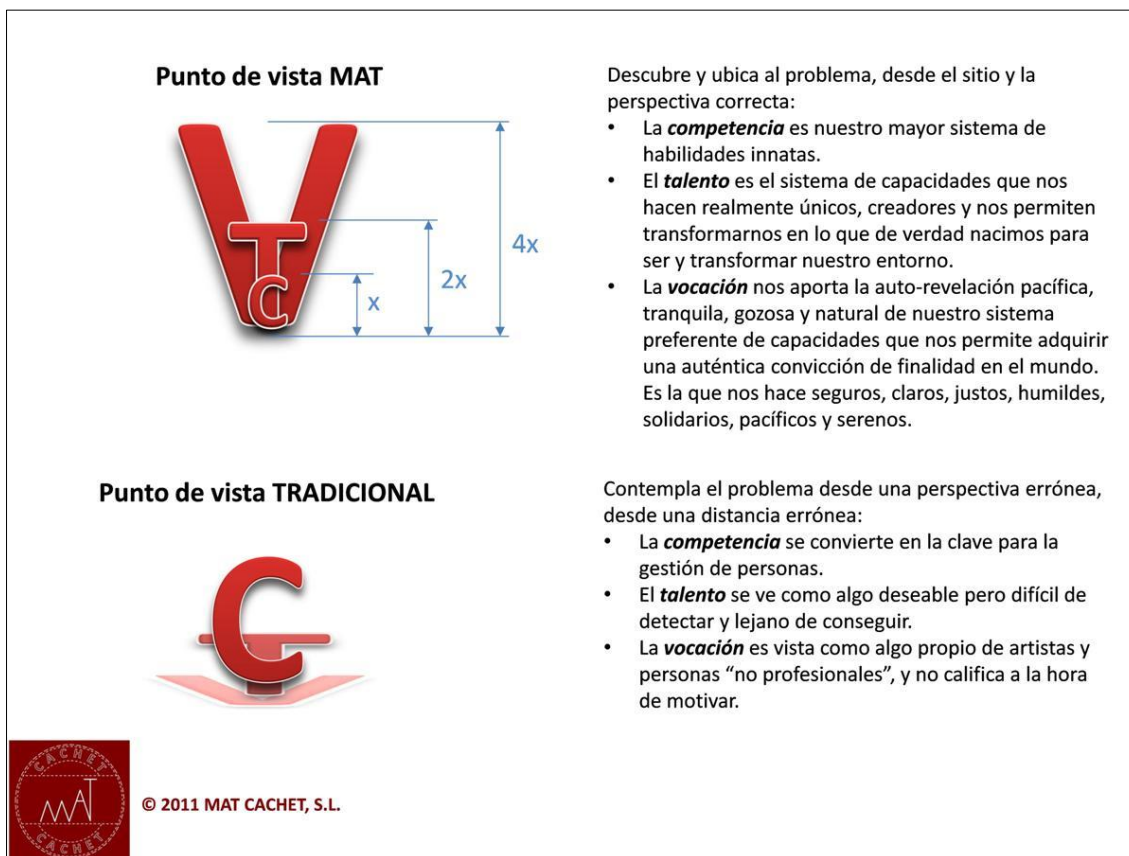 Punto de vista MAT
V
T
C
x
2x
4x
Descubre y ubica al problema, desde el sitio y la
perspectiva correcta:
• La competencia es nuestro mayor sistema de
habilidades innatas.
• El talento es el sistema de capacidades que nos
hacen realmente únicos, creadores y nos permiten
transformarnos en lo que de verdad nacimos para
ser y transformar nuestro entorno.
• La vocación nos aporta la auto-revelación pacífica,
tranquila, gozosa y natural de nuestro sistema
preferente de capacidades que nos permite adquirir
una auténtica convicción de finalidad en el mundo.
Es la que nos hace seguros, claros, justos, humildes,
solidarios, pacíficos y serenos.
Punto de vista TRADICIONAL
C
T
V
Contempla el problema desde una perspectiva errónea,
desde una distancia errónea:
• La competencia se convierte en la clave para la
gestión de personas.
• El talento se ve como algo deseable pero difícil de
detectar y lejano de conseguir.
• La vocación es vista como algo propio de artistas y
personas “no profesionales”, y no califica a la hora
de motivar.
CACHET
MAT
CACHET
© 2011 MAT CACHET, S.L.